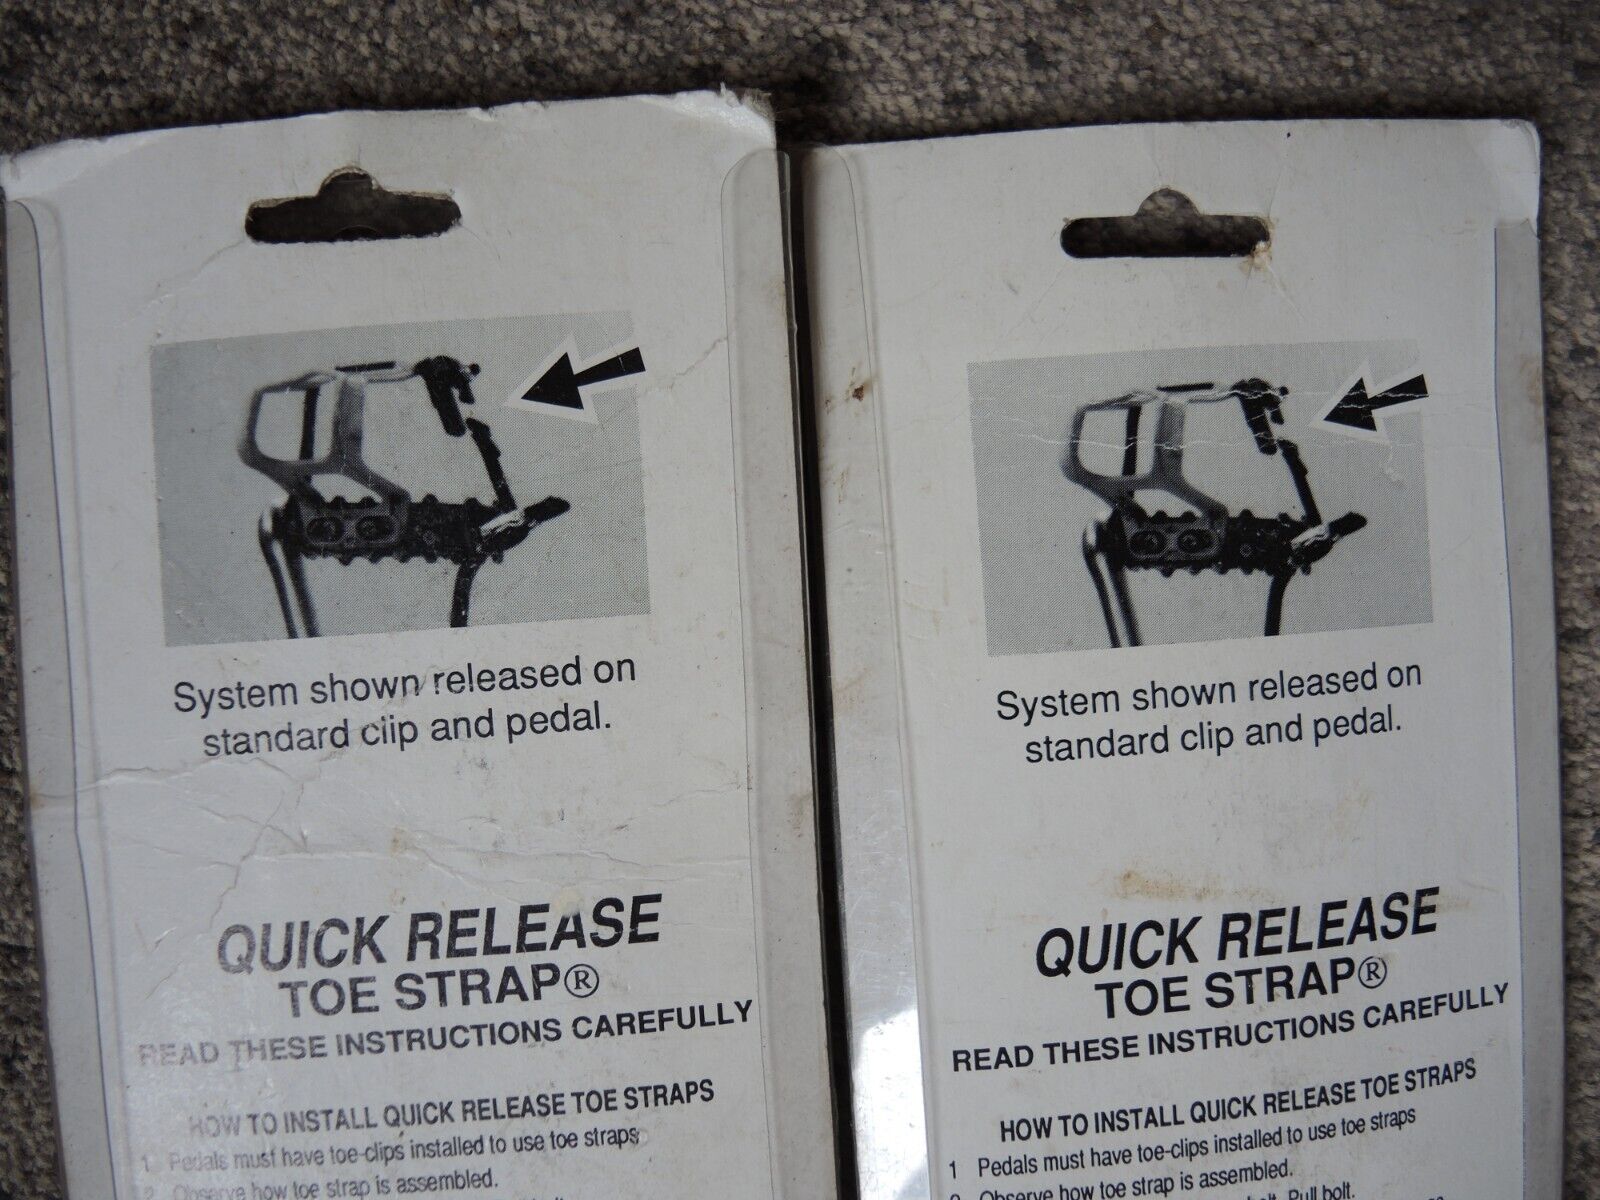 System shown released on
standard clip and pedal.
QUICK RELEASE
TOE STRAP®
READ THESE INSTRUCTIONS CAREFULLY
HOW TO INSTALL QUICK RELEASE TOE STRAPS
1 Pedals must have toe-clips installed to use toe straps
2 Observe how toe strap is assembled.
System shown released on
standard clip and pedal.
QUICK RELEASE
TOE STRAP®
READ THESE INSTRUCTIONS CAREFULLY
HOW TO INSTALL QUICK RELEASE TOE STRAPS
1 Pedals must have toe-clips installed to use toe straps
2 Observe how toe strap is assembled.
bolt. Pull bolt.